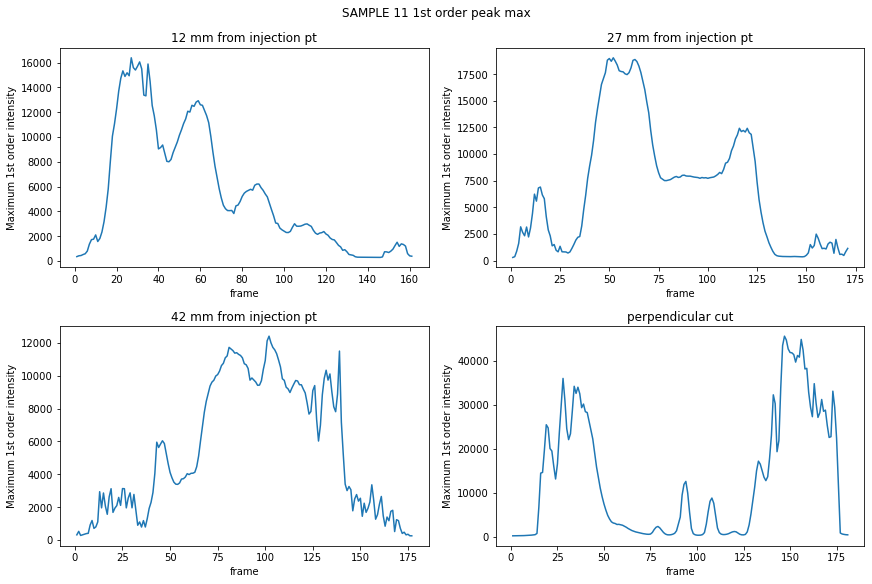 SAMPLE 11 1st order peak max
12 mm from injection pt
Maximum 1st order intensity
16000
14000
12000
10000
8000
6000
4000
2000
0
0 20 40 60 80 100 120 140 160
frame
27 mm from injection pt
Maximum 1st order intensity
17500
15000
12500
10000
7500
5000
2500
0
0 25 50 75 100 125 150 175
frame
42 mm from injection pt
Maximum 1st order intensity
12000
10000
8000
6000
4000
2000
0
0 25 50 75 100 125 150 175
frame
perpendicular cut
Maximum 1st order intensity
40000
30000
20000
10000
0
0 25 50 75 100 125 150 175
frame